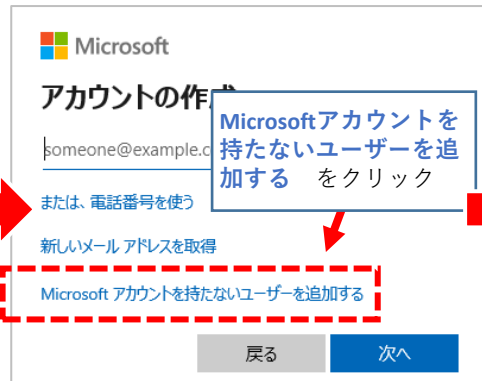 Microsoft
アカウントの作
someone@example.c
Microsoftアカウントを
持たないユーザーを追
加する　をクリック
または、電話番号を使う
新しいメール アドレスを取得
Microsoft アカウントを持たないユーザーを追加する
戻る
次へ